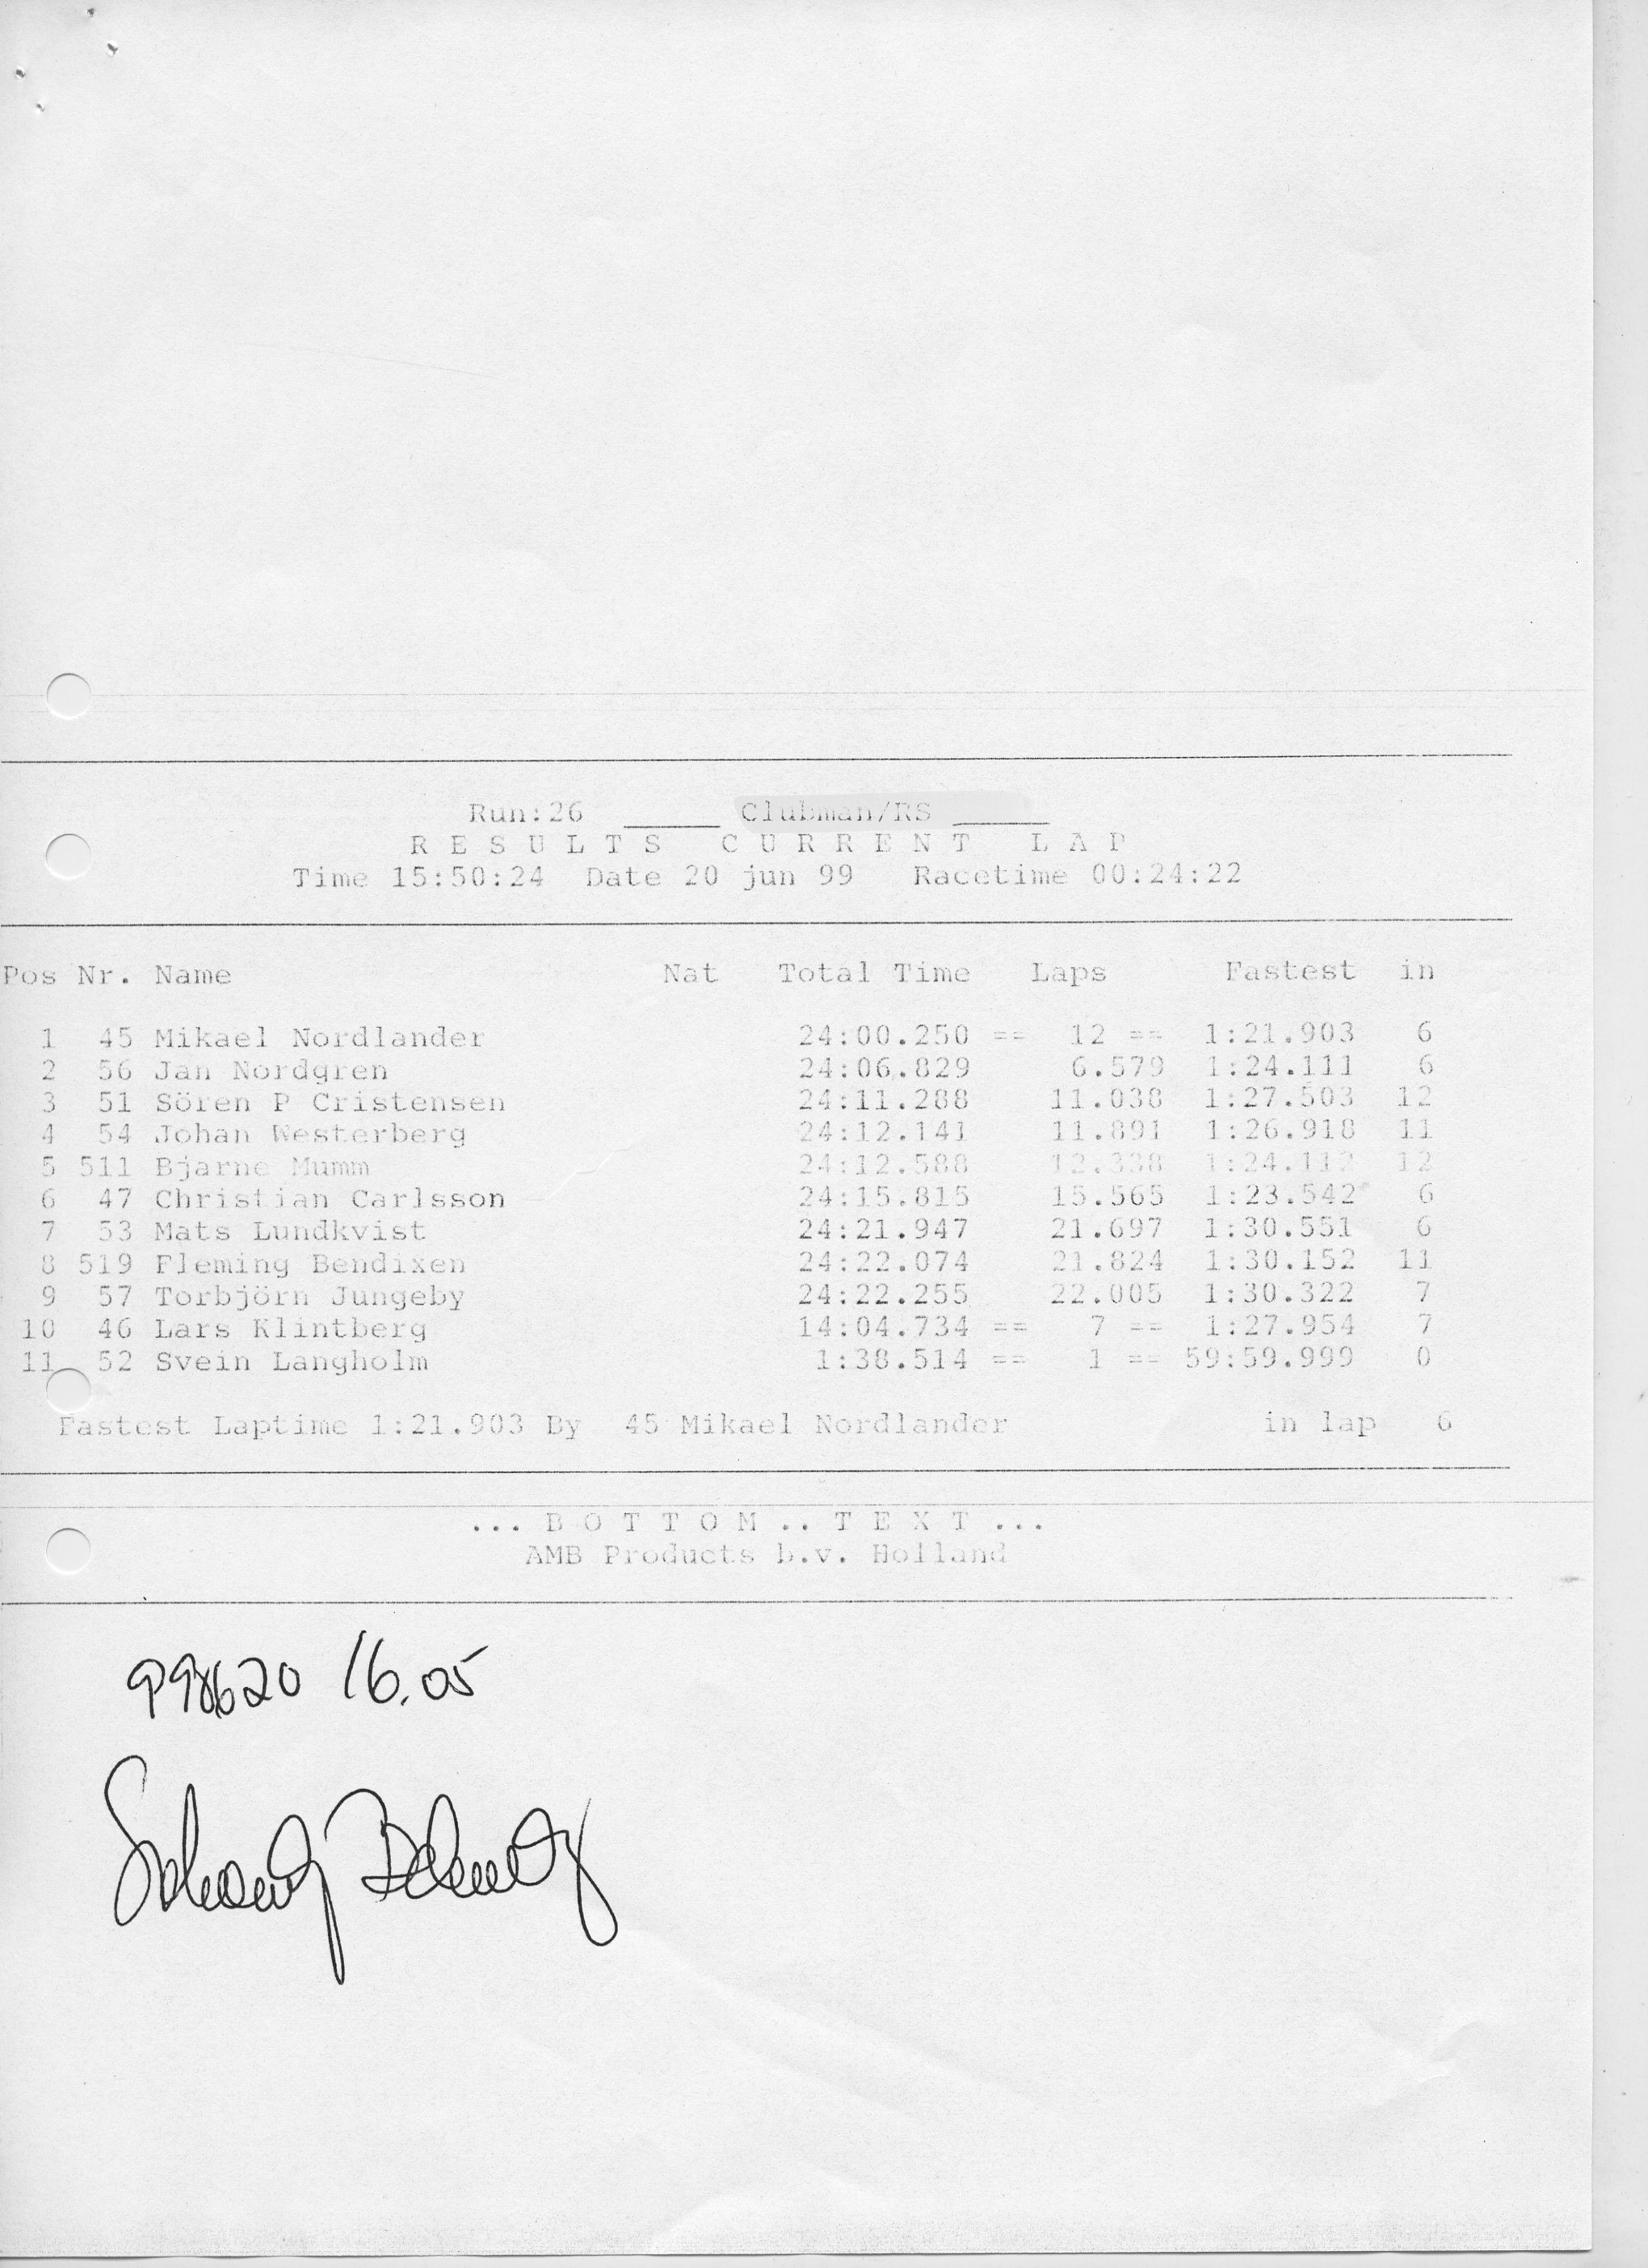 Run:26 _____ Clubman/RS _____
R E S U L T S   C U R R E N T   L A P
Time 15:50:24  Date 20 jun 99   Racetime 00:24:22
Pos Nr. Name Nat Total Time Laps Fastest in
1 45 Mikael Nordlander 24:00.250 == 12 == 1:21.903 6
2 56 Jan Nordgren 24:06.829 6.579 1:24.111 6
3 51 Sören P Cristensen 24:11.288 11.038 1:27.503 12
4 54 Johan Westerberg 24:12.141 11.891 1:26.918 11
5 511 Bjarne Mumm 24:12.588 12.338 1:24.112 12
6 47 Christian Carlsson 24:15.815 15.565 1:23.542 6
7 53 Mats Lundkvist 24:21.947 21.697 1:30.551 6
8 519 Fleming Bendixen 24:22.074 21.824 1:30.152 11
9 57 Torbjörn Jungeby 24:22.255 22.005 1:30.322 7
10 46 Lars Klintberg 14:04.734 == 7 == 1:27.954 7
11 52 Svein Langholm 1:38.514 == 1 == 59:59.999 0
Fastest Laptime 1:21.903 By 45 Mikael Nordlander in lap 6
... B O T T O M .. T E X T ...
AMB Products b.v. Holland
16.05